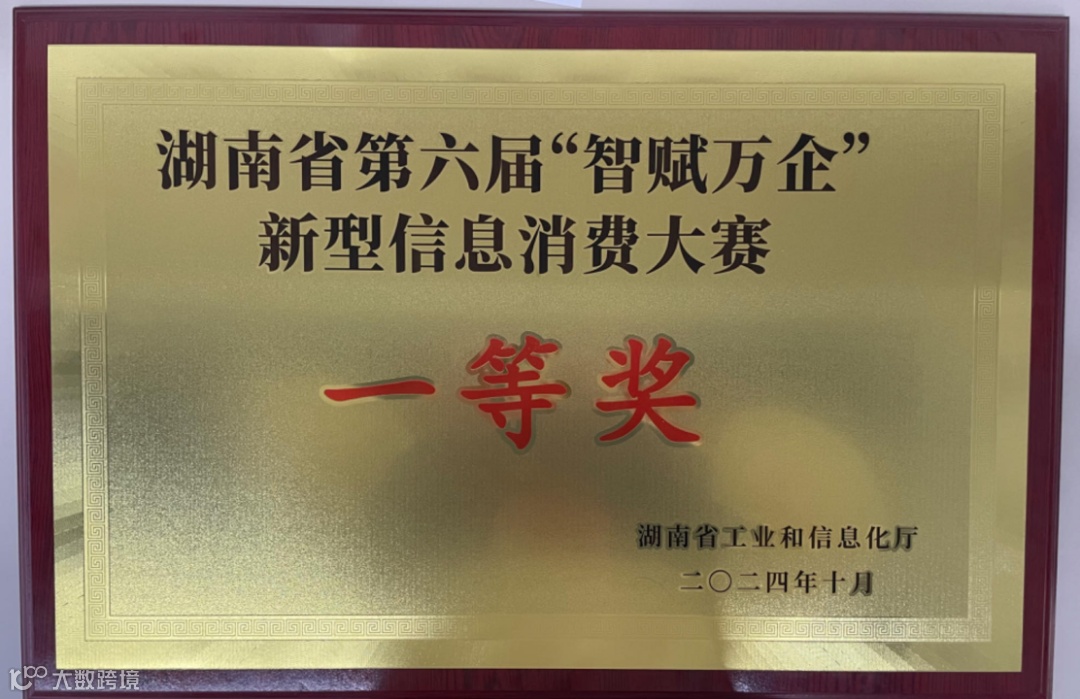 湖南省第六届“智赋万企”
新型信息消费大赛
一等奖
湖南省工业和信息化厅
二〇二四年十月
大数跨境